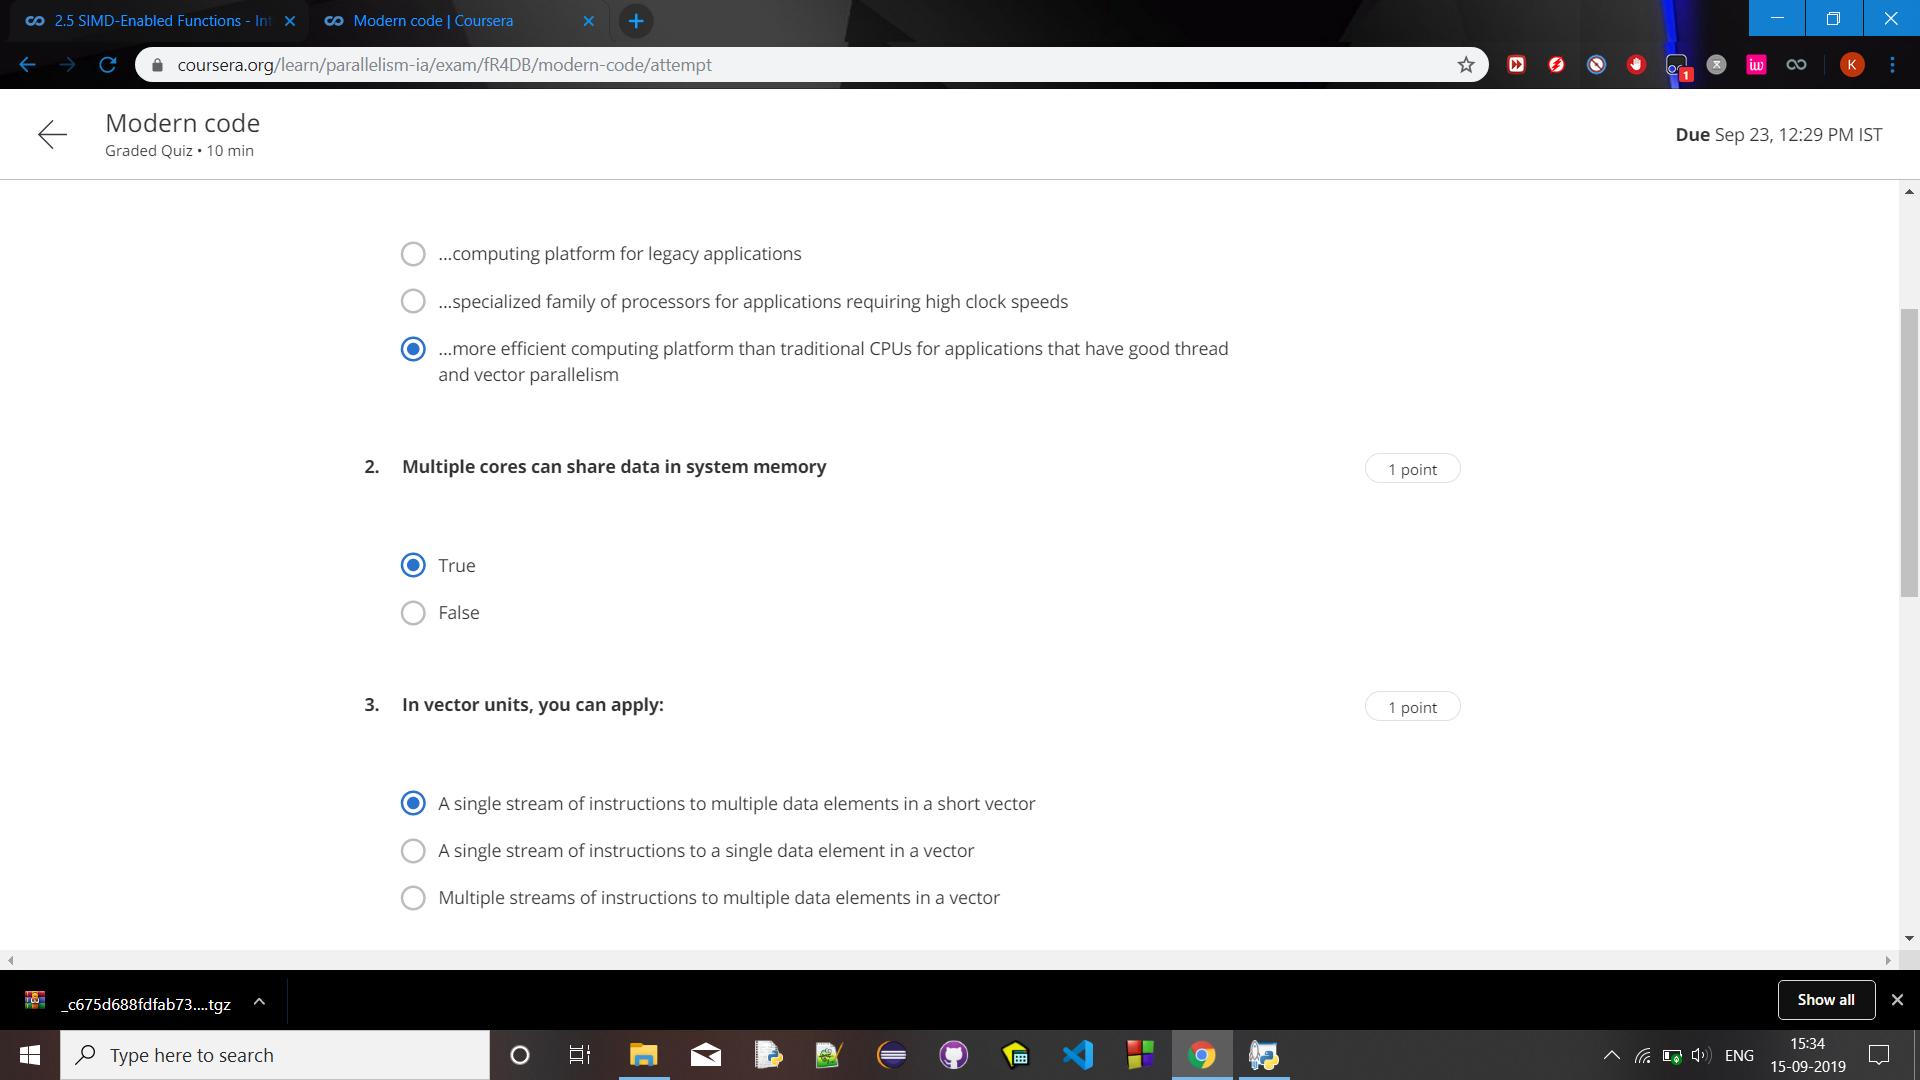 2.5 SIMD-Enabled Functions - Int
Modern code | Coursera
coursera.org/learn/parallelism-ia/exam/fR4DB/modern-code/attempt
1
iw
K
Modern code
Graded Quiz • 10 min
Due Sep 23, 12:29 PM IST
...computing platform for legacy applications
...specialized family of processors for applications requiring high clock speeds
...more efficient computing platform than traditional CPUs for applications that have good thread
and vector parallelism
2. Multiple cores can share data in system memory
1 point
True
False
3. In vector units, you can apply:
1 point
A single stream of instructions to multiple data elements in a short vector
A single stream of instructions to a single data element in a vector
Multiple streams of instructions to multiple data elements in a vector
_c675d688fdfab73....tgz
Show all
Type here to search
ENG
15:34
15-09-2019